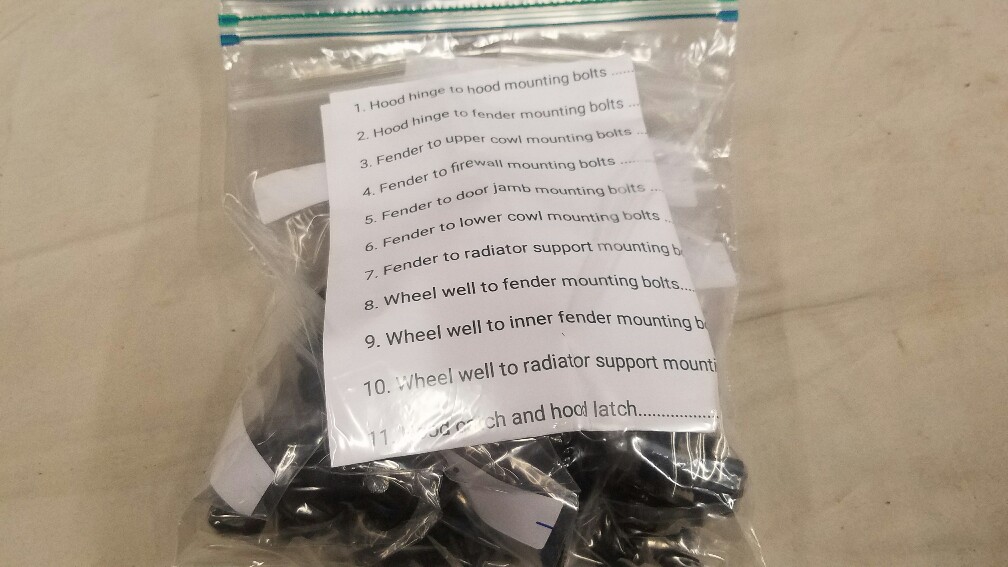 1. Hood hinge to hood mounting bolts ......
2. Hood hinge to fender mounting bolts ...
3. Fender to upper cowl mounting bolts ...
4. Fender to firewall mounting bolts ........
5. Fender to door jamb mounting bolts ...
6. Fender to lower cowl mounting bolts ..
7. Fender to radiator support mounting b
8. Wheel well to fender mounting bolts....
9. Wheel well to inner fender mounting bo
10. Wheel well to radiator support mounti
11. and hood latch..................